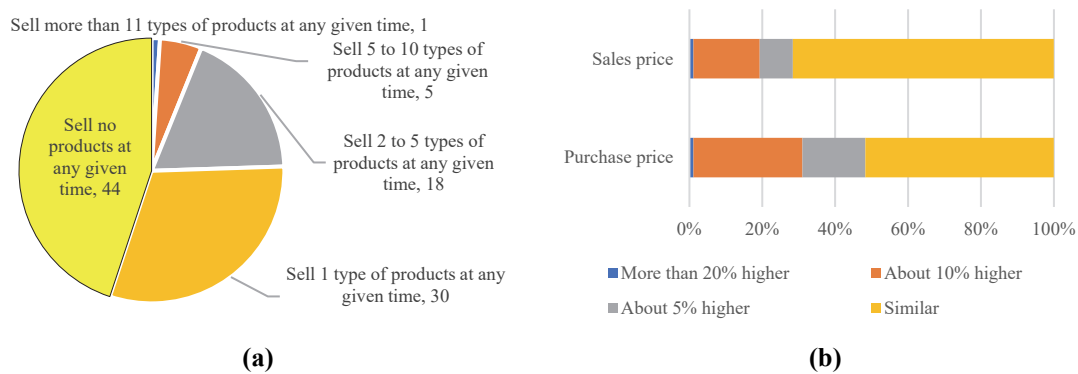 Sell more than 11 types of products at any given time, 1
Sell 5 to 10 types of
products at any given
time, 5
Sell no
products at
any given
time, 44
Sell 2 to 5 types of
products at any given
time, 18
Sell 1 type of products at any
given time, 30
(a)
Sales price
Purchase price
0%
20%
40%
60%
80%
100%
More than 20% higher
About 10% higher
About 5% higher
Similar
(b)